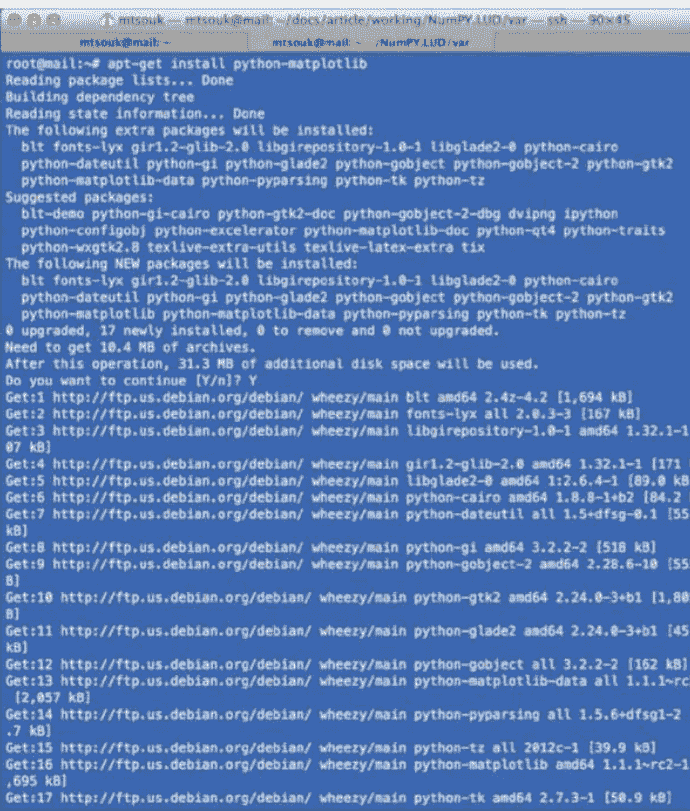 mtsouk — mtsouk@mail: ~/docs/article/working/NumPY.LUD/var — ssh — 90×45
mtsouk@mail: ~ mtsouk@mail: ~ /NumPY.LUD/var
root@mail:~# apt-get install python-matplotlib
Reading package lists... Done
Building dependency tree
Reading state information... Done
The following extra packages will be installed:
blt fonts-lyx gir1.2-glib-2.0 libgirepository-1.0-1 libglade2-0 python-cairo
python-dateutil python-gi python-glade2 python-gobject python-gobject-2 python-gtk2
python-matplotlib-data python-pyparsing python-tk python-tz
Suggested packages:
blt-demo python-gi-cairo python-gtk2-doc python-gobject-2-dbg dvipng ipython
python-configobj python-excelerator python-matplotlib-doc python-qt4 python-traits
python-wxgtk2.8 texlive-extra-utils texlive-latex-extra tix
The following NEW packages will be installed:
blt fonts-lyx gir1.2-glib-2.0 libgirepository-1.0-1 libglade2-0 python-cairo
python-dateutil python-gi python-glade2 python-gobject python-gobject-2 python-gtk2
python-matplotlib python-matplotlib-data python-pyparsing python-tk python-tz
0 upgraded, 17 newly installed, 0 to remove and 0 not upgraded.
Need to get 10.4 MB of archives.
After this operation, 31.3 MB of additional disk space will be used.
Do you want to continue [Y/n]? Y
Get:1 http://ftp.us.debian.org/debian/ wheezy/main blt amd64 2.4z-4.2 [1,694 kB]
Get:2 http://ftp.us.debian.org/debian/ wheezy/main fonts-lyx all 2.0.3-3 [167 kB]
Get:3 http://ftp.us.debian.org/debian/ wheezy/main libgirepository-1.0-1 amd64 1.32.1-1
07 kB]
Get:4 http://ftp.us.debian.org/debian/ wheezy/main gir1.2-glib-2.0 amd64 1.32.1-1 [171
Get:5 http://ftp.us.debian.org/debian/ wheezy/main libglade2-0 amd64 1:2.6.4-1 [89.0 kB
Get:6 http://ftp.us.debian.org/debian/ wheezy/main python-cairo amd64 1.8.8-1+b2 [84.2
Get:7 http://ftp.us.debian.org/debian/ wheezy/main python-dateutil all 1.5+dfsg-0.1 [55
kB]
Get:8 http://ftp.us.debian.org/debian/ wheezy/main python-gi amd64 3.2.2-2 [518 kB]
Get:9 http://ftp.us.debian.org/debian/ wheezy/main python-gobject-2 amd64 2.28.6-10 [55
B]
Get:10 http://ftp.us.debian.org/debian/ wheezy/main python-gtk2 amd64 2.24.0-3+b1 [1,80
B]
Get:11 http://ftp.us.debian.org/debian/ wheezy/main python-glade2 amd64 2.24.0-3+b1 [45
kB]
Get:12 http://ftp.us.debian.org/debian/ wheezy/main python-gobject all 3.2.2-2 [162 kB]
Get:13 http://ftp.us.debian.org/debian/ wheezy/main python-matplotlib-data all 1.1.1~rc
[2,057 kB]
Get:14 http://ftp.us.debian.org/debian/ wheezy/main python-pyparsing all 1.5.6+dfsg1-2
.7 kB]
Get:15 http://ftp.us.debian.org/debian/ wheezy/main python-tz all 2012c-1 [39.9 kB]
Get:16 http://ftp.us.debian.org/debian/ wheezy/main python-matplotlib amd64 1.1.1~rc2-1
,695 kB]
Get:17 http://ftp.us.debian.org/debian/ wheezy/main python-tk amd64 2.7.3-1 [50.9 kB]